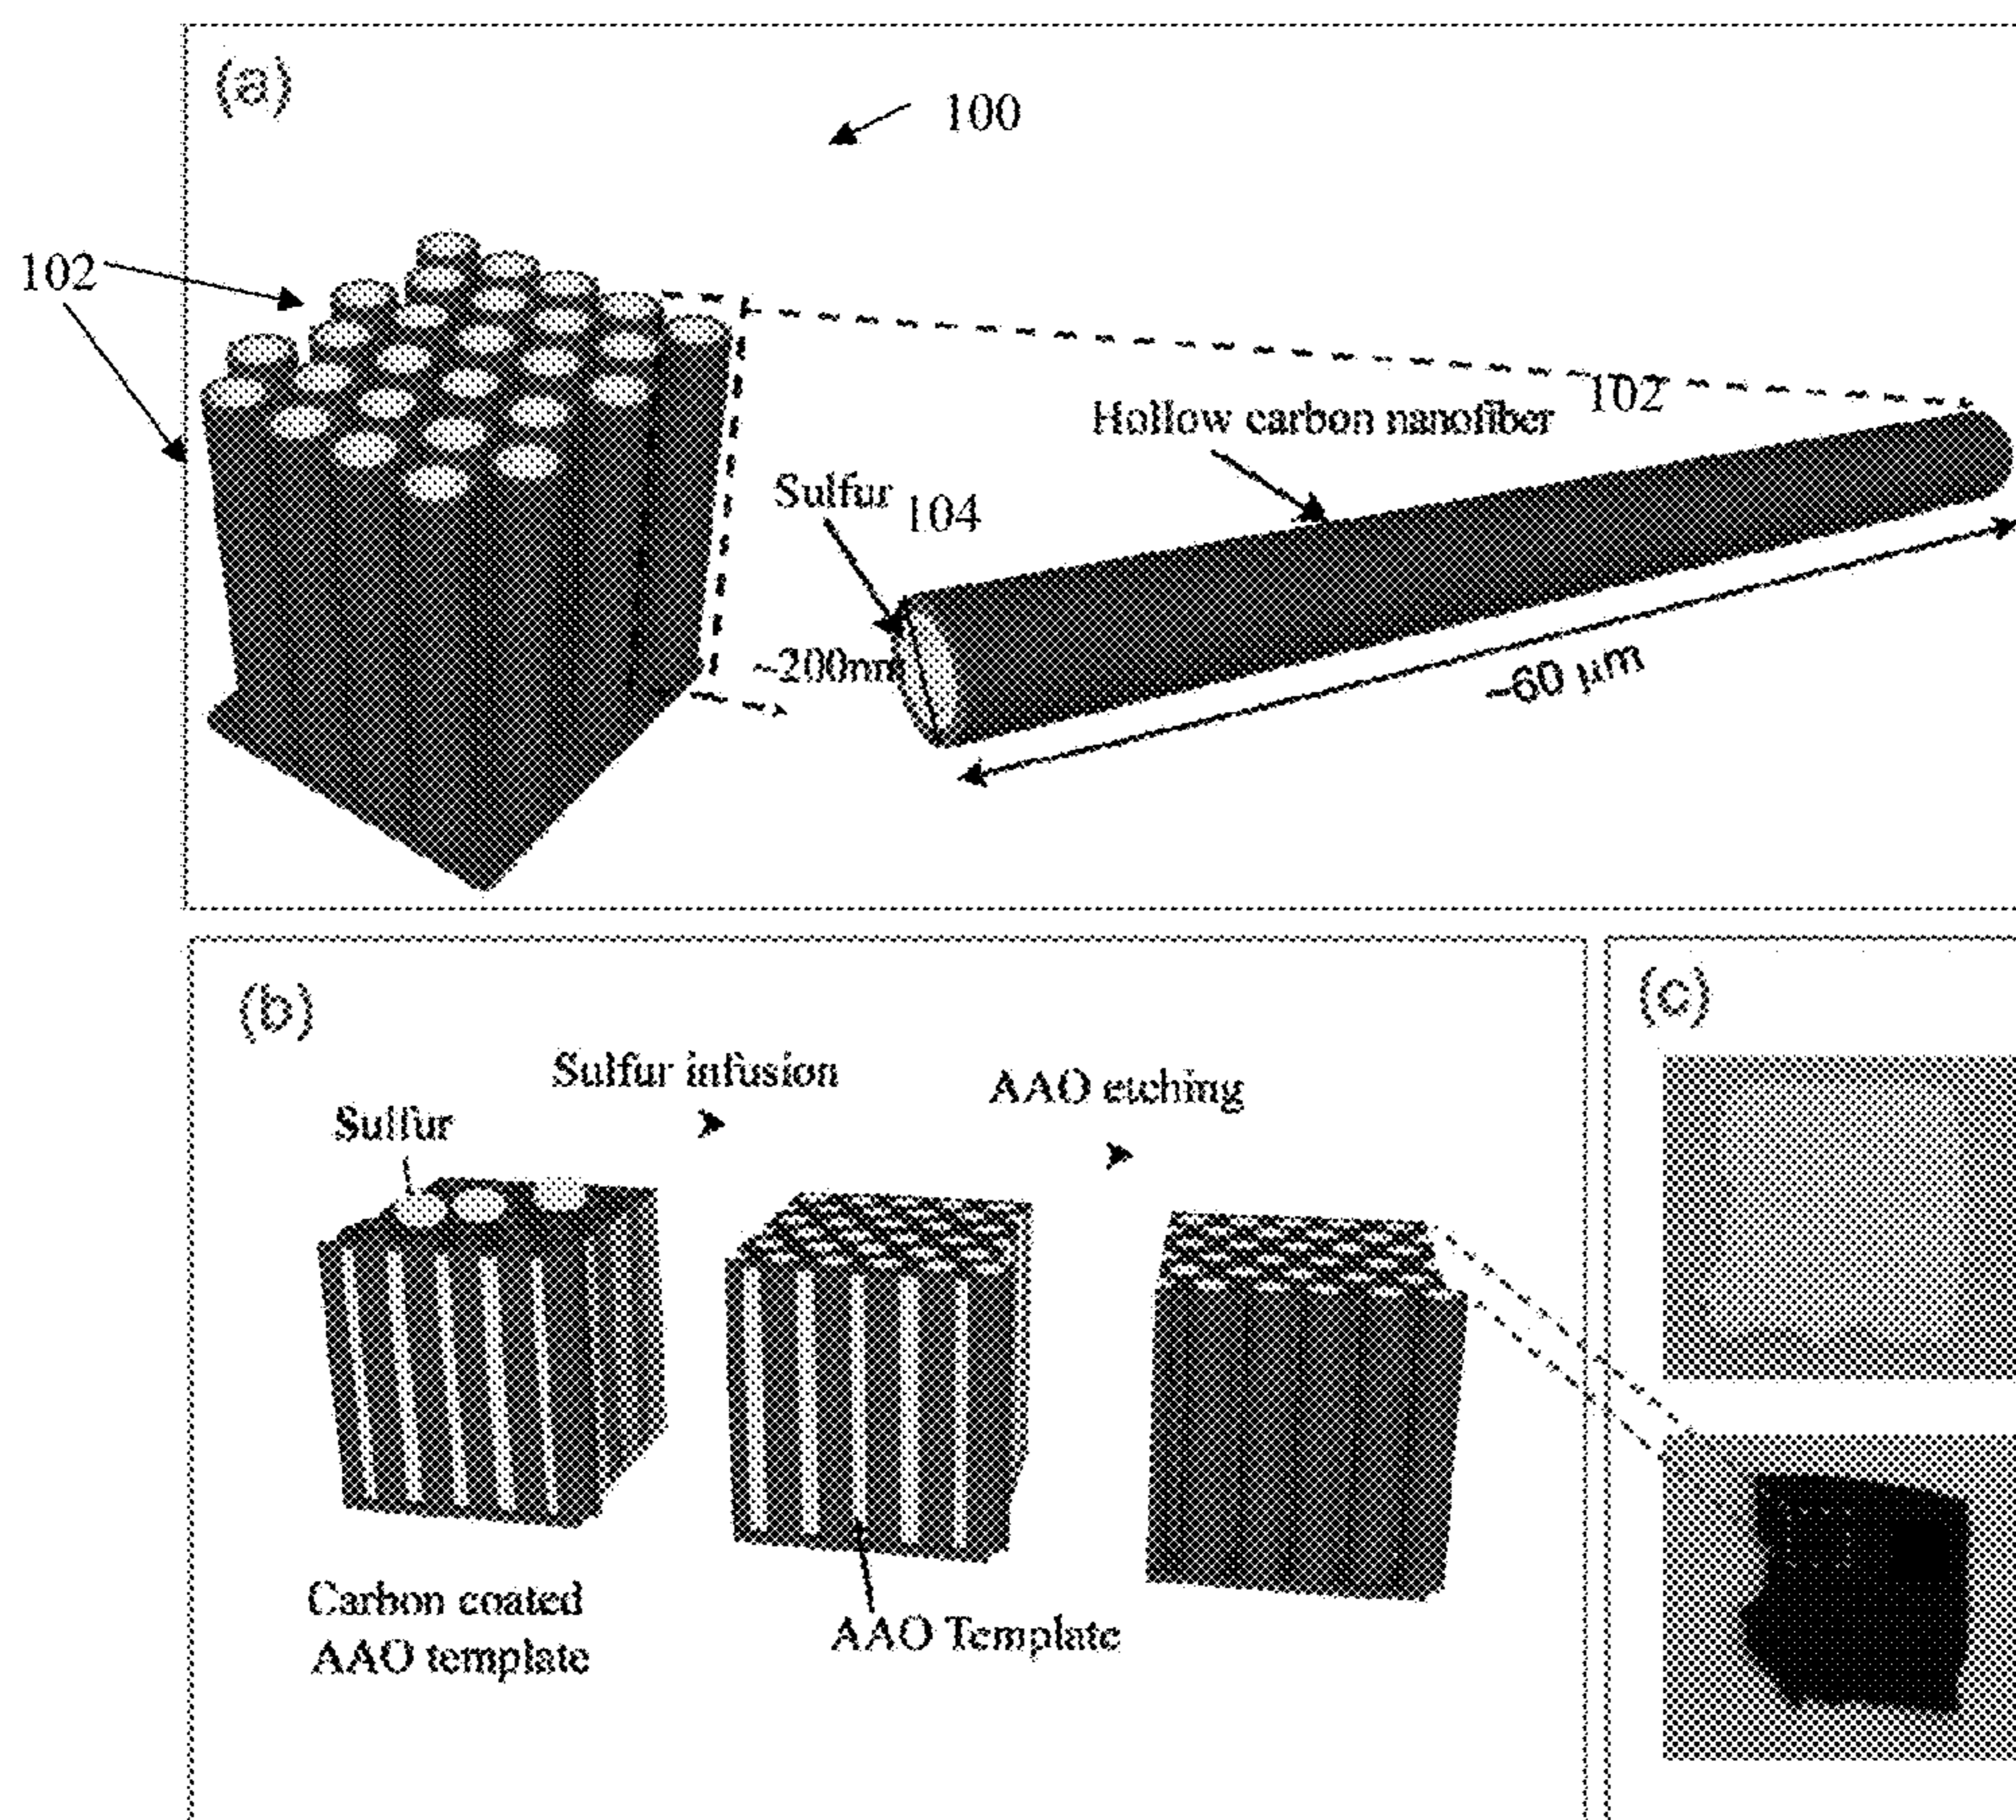 (a)
100
102
102
Hollow carbon nanofiber
Sulfur 104
~200nm
~60 μm
(b)
(c)
Sulfur infusion
AAO etching
Sulfur
AAO Template
Carbon coated
AAO template